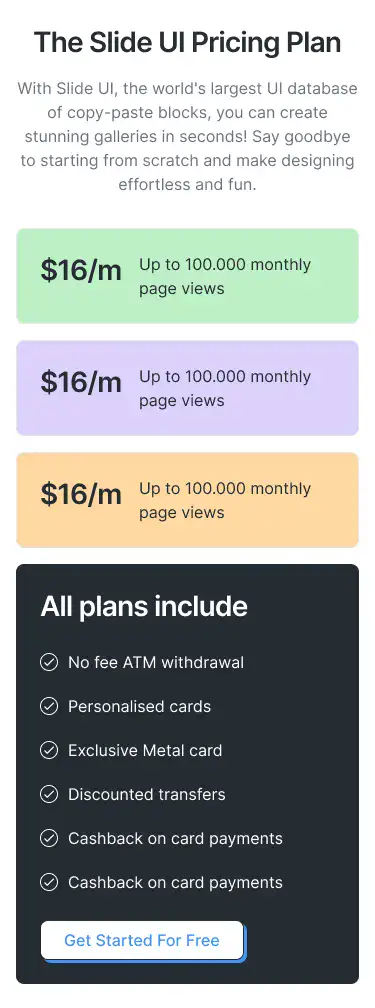 The Slide UI Pricing Plan
With Slide UI, the world's largest UI database
of copy-paste blocks, you can create
stunning galleries in seconds! Say goodbye
to starting from scratch and make designing
effortless and fun.
$16/m
Up to 100.000 monthly
page views
$16/m
Up to 100.000 monthly
page views
$16/m
Up to 100.000 monthly
page views
All plans include
No fee ATM withdrawal
Personalised cards
Exclusive Metal card
Discounted transfers
Cashback on card payments
Cashback on card payments
Get Started For Free